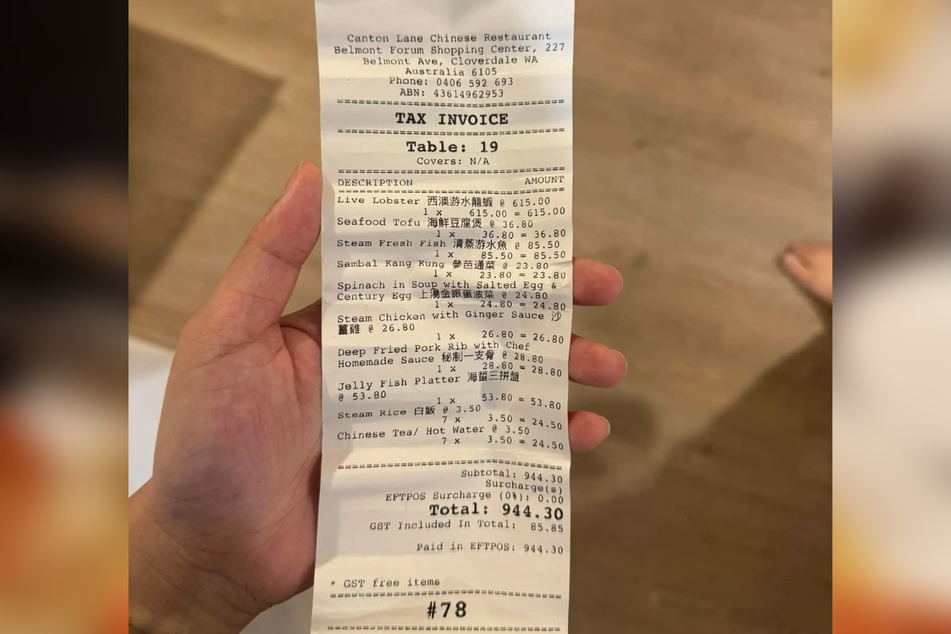 Canton Lane Chinese Restaurant
Belmont Forum Shopping Center, 227
Belmont Ave, Cloverdale WA
Australia 6105
Phone: 0406 592 693
ABN: 43614962953
TAX INVOICE
Table: 19
Covers: N/A
DESCRIPTION AMOUNT
Live Lobster 西澳游水龍蝦 @ 615.00
1 x 615.00 = 615.00
Seafood Tofu 海鮮豆腐煲 @ 36.80
1 x 36.80 = 36.80
Steam Fresh Fish 清蒸游水魚 @ 85.50
1 x 85.50 = 85.50
Sambal Kang Kung 參芭通菜 @ 23.80
1 x 23.80 = 23.80
Spinach in Soup with Salted Egg &
Century Egg 上湯金銀蛋菠菜 @ 24.80
1 x 24.80 = 24.80
Steam Chicken with Ginger Sauce 沙
薑雞 @ 26.80
1 x 26.80 = 26.80
Deep Fried Pork Rib with Chef
Homemade Sauce 秘制一支骨 @ 28.80
1 x 28.80 = 28.80
Jelly Fish Platter 海蜇三拼盤
@ 53.80
1 x 53.80 = 53.80
Steam Rice 白飯 @ 3.50
7 x 3.50 = 24.50
Chinese Tea/ Hot Water @ 3.50
7 x 3.50 = 24.50
Subtotal: 944.30
Surcharge(s)
EFTPOS Surcharge (0%): 0.00
Total: 944.30
GST Included In Total: 85.85
Paid in EFTPOS: 944.30
* GST free items
#78